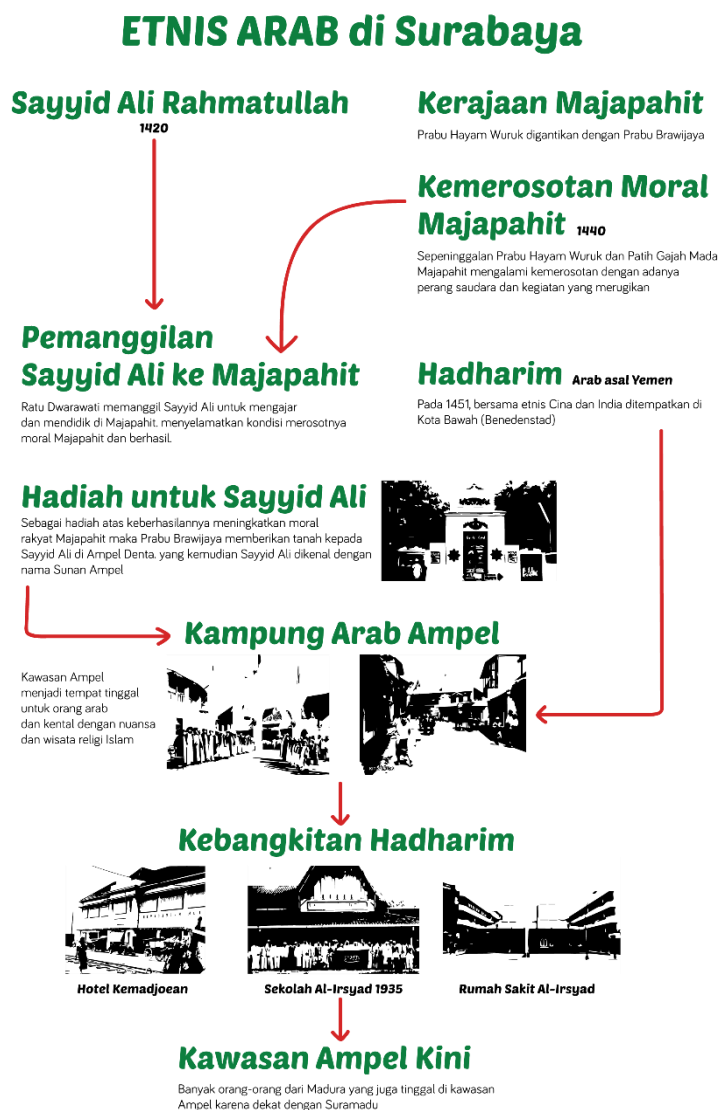 ETNIS ARAB di Surabaya
Sayyid Ali Rahmatullah
1420
Kerajaan Majapahit
Prabu Hayam Wuruk digantikan dengan Prabu Brawijaya
Kemerosotan Moral
Majapahit 1440
Sepeninggalan Prabu Hayam Wuruk dan Patih Gajah Mada
Majapahit mengalami kemerosotan dengan adanya
perang saudara dan kegiatan yang merugikan
Pemanggilan
Sayyid Ali ke Majapahit
Ratu Dwarawati memanggil Sayyid Ali untuk mengajar
dan mendidik di Majapahit. menyelamatkan kondisi merosotnya
moral Majapahit dan berhasil.
Hadharim Arab asal Yemen
Pada 1451, bersama etnis Cina dan India ditempatkan di
Kota Bawah (Benedenstad)
Hadiah untuk Sayyid Ali
Sebagai hadiah atas keberhasilannya meningkatkan moral
rakyat Majapahit maka Prabu Brawijaya memberikan tanah kepada
Sayyid Ali di Ampel Denta. yang kemudian Sayyid Ali dikenal dengan
nama Sunan Ampel
Kampung Arab Ampel
Kawasan Ampel
menjadi tempat tinggal
untuk orang arab
dan kental dengan nuansa
dan wisata religi Islam
Kebangkitan Hadharim
Hotel Kemadjoean
Sekolah Al-Irsyad 1935
Rumah Sakit Al-Irsyad
Kawasan Ampel Kini
Banyak orang-orang dari Madura yang juga tinggal di kawasan
Ampel karena dekat dengan Suramadu